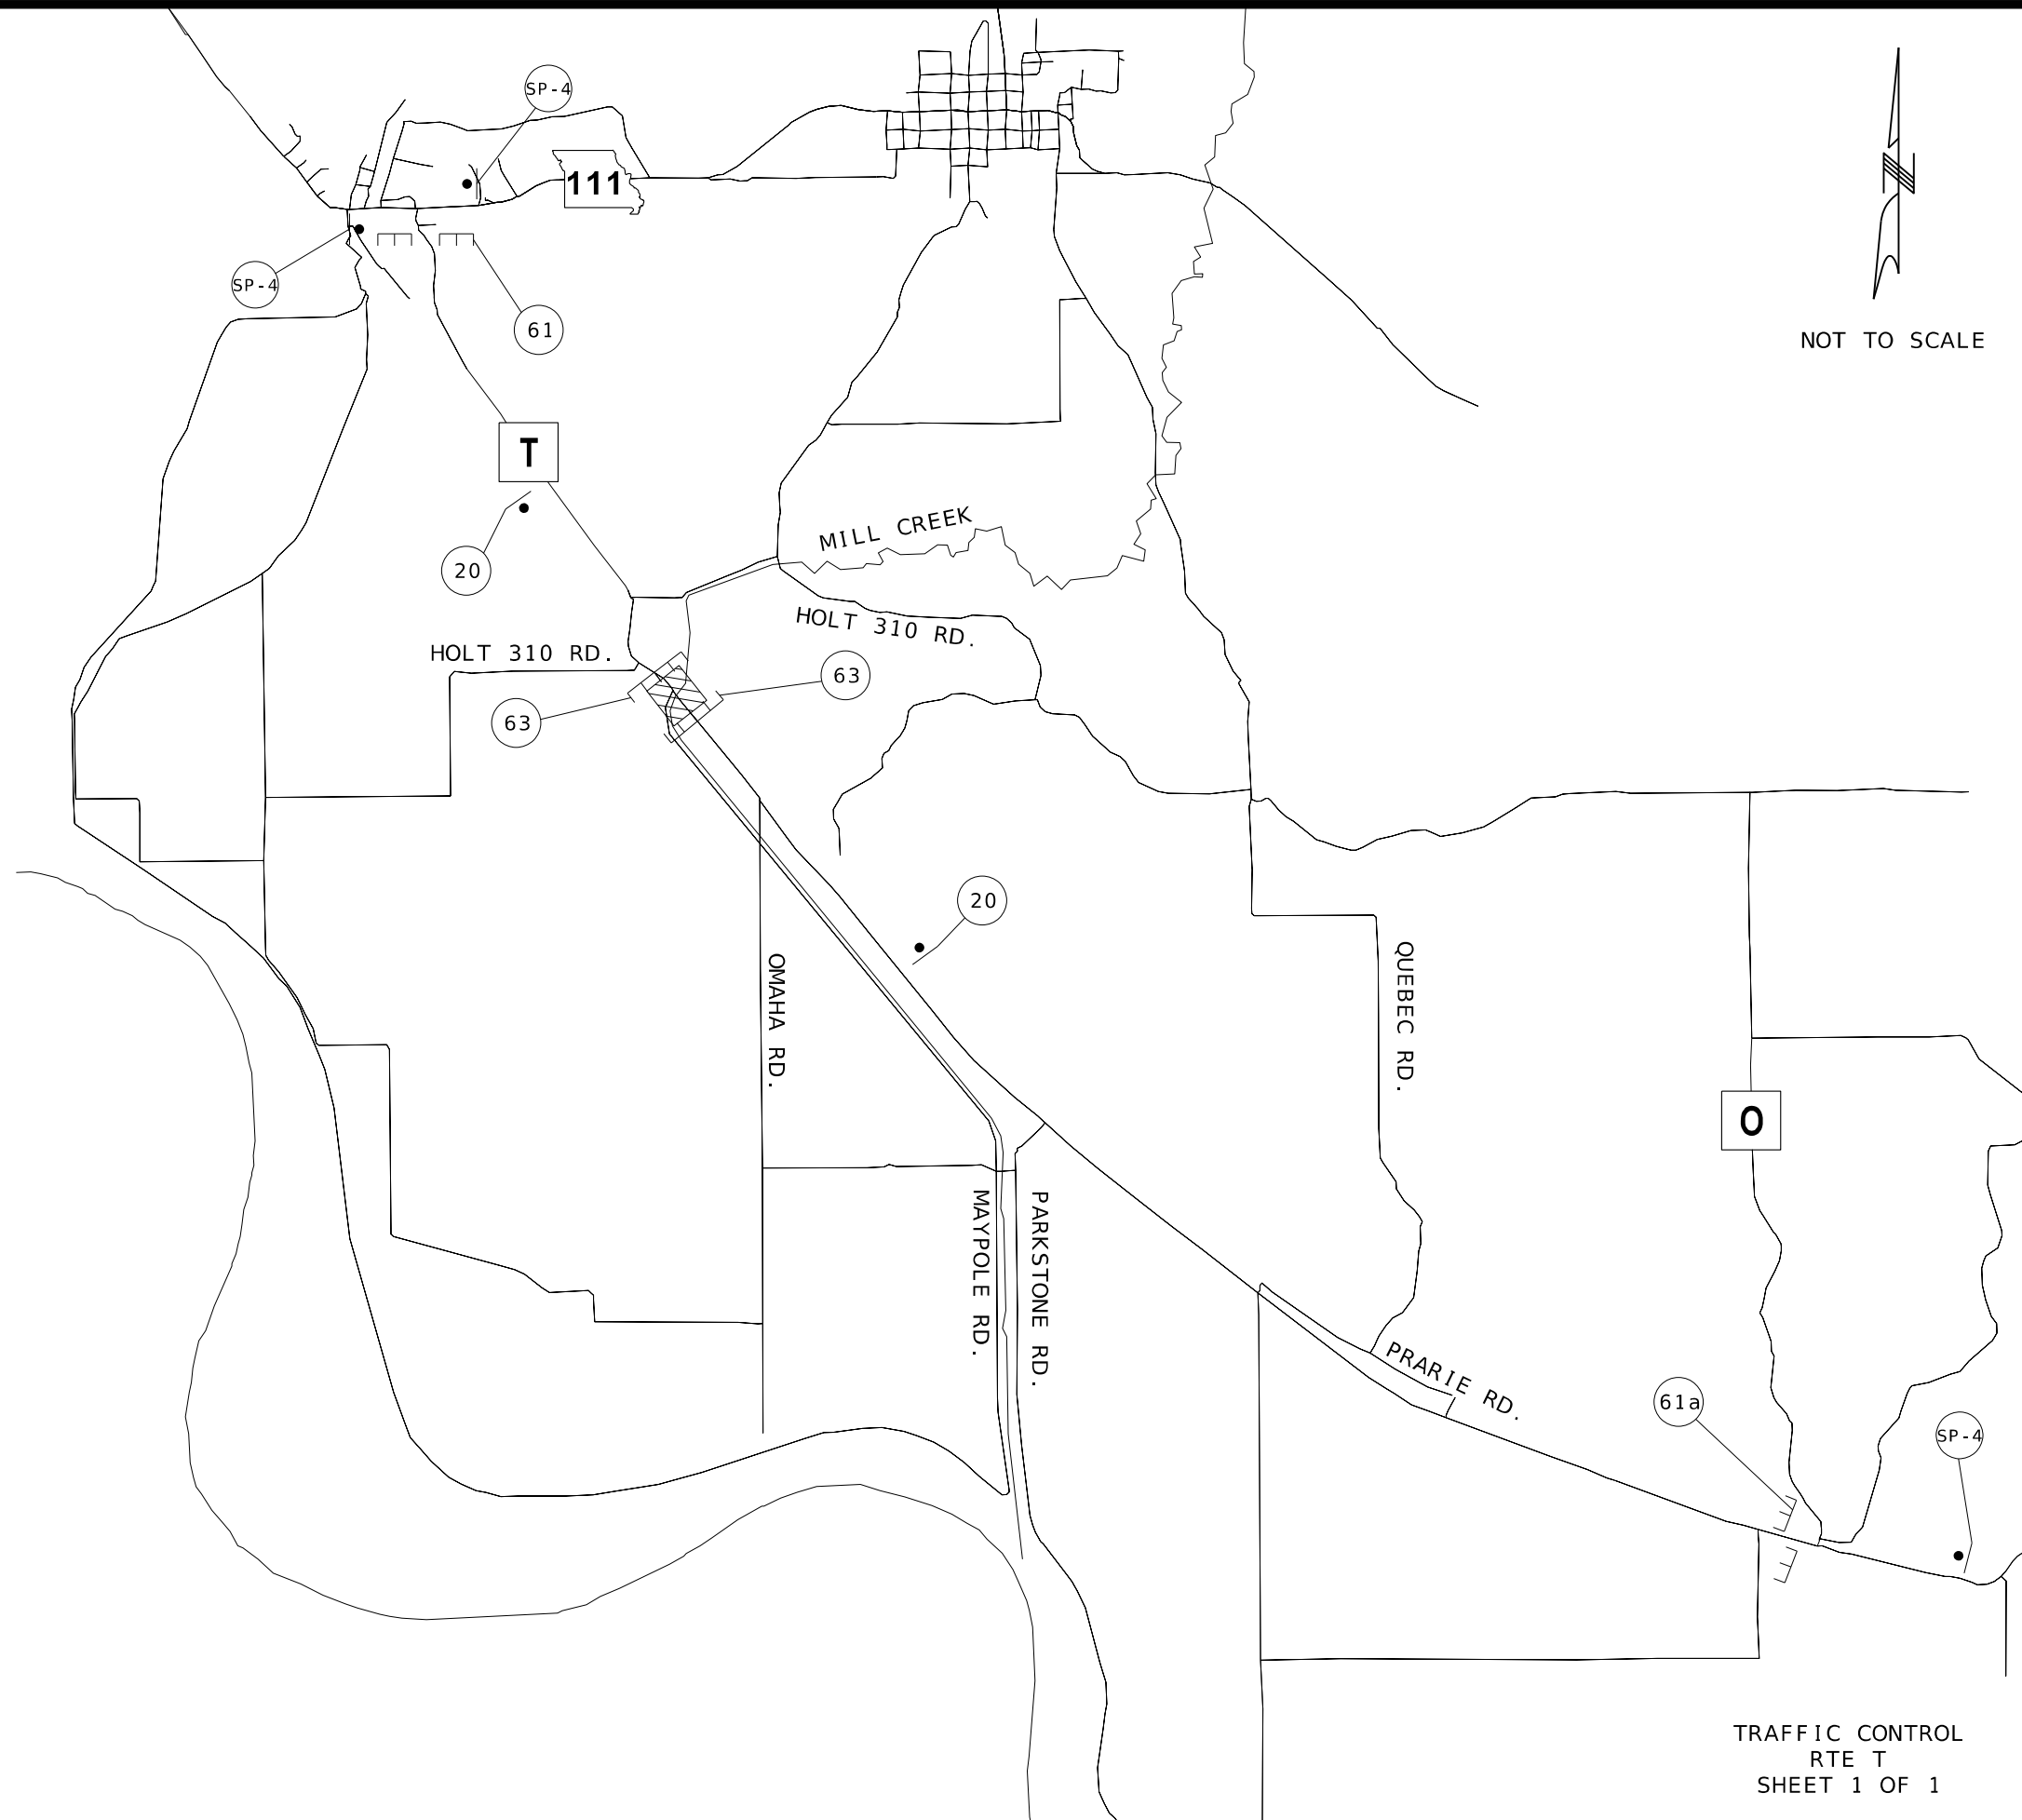 SP-4
111
SP-4
61
NOT TO SCALE
T
MILL CREEK
20
HOLT 310 RD.
HOLT 310 RD.
63
63
20
OMAHA RD.
QUEBEC RD.
O
MAYPOLE RD.
PARKSTONE RD.
PRARIE RD.
61a
SP-4
TRAFFIC CONTROL
RTE T
SHEET 1 OF 1